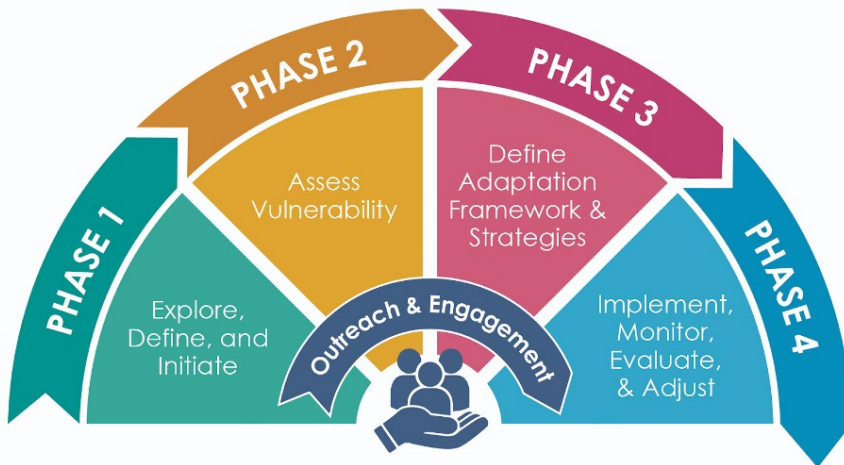 PHASE 1
Explore,
Define, and
Initiate
PHASE 2
Assess
Vulnerability
PHASE 3
Define
Adaptation
Framework &
Strategies
PHASE 4
Implement,
Monitor,
Evaluate,
& Adjust
Outreach & Engagement